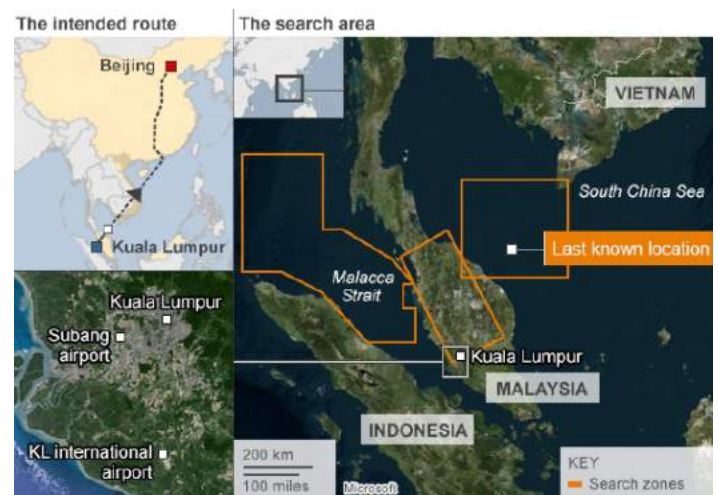 The intended route
Beijing
Kuala Lumpur
Kuala Lumpur
Subang
airport
KL international
airport
The search area
VIETNAM
South China Sea
Last known location
Malacca
Strait
Kuala Lumpur
MALAYSIA
INDONESIA
200 km
100 miles
Microsoft
KEY
Search zones